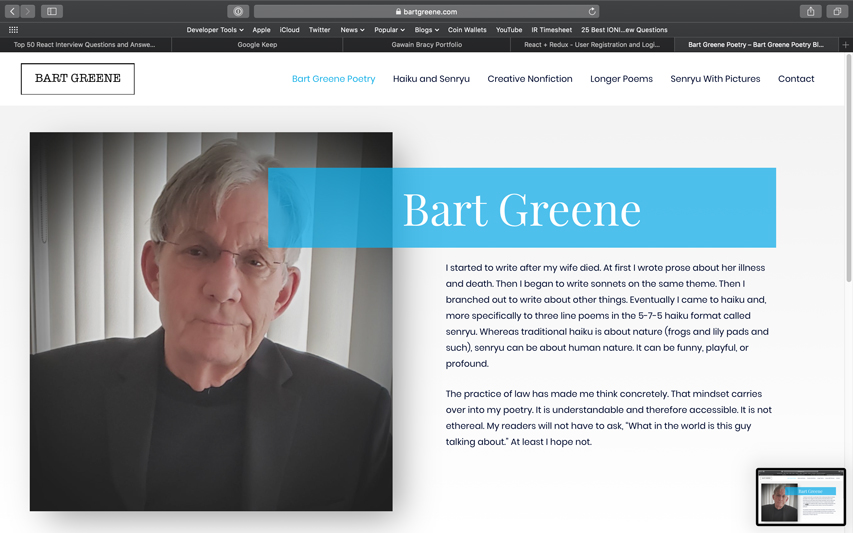 bartgreene.com
Developer Tools Apple iCloud Twitter News Popular Blogs Coin Wallets YouTube IR Timesheet 25 Best IONI...ew Questions
Top 50 React Interview Questions and Answe... Google Keep Gawain Bracy Portfolio React + Redux - User Registration and Logi... Bart Greene Poetry – Bart Greene Poetry Bl...
BART GREENE
Bart Greene Poetry Haiku and Senryu Creative Nonfiction Longer Poems Senryu With Pictures Contact
Bart Greene
I started to write after my wife died. At first I wrote prose about her illness
and death. Then I began to write sonnets on the same theme. Then I
branched out to write about other things. Eventually I came to haiku and,
more specifically to three line poems in the 5-7-5 haiku format called
senryu. Whereas traditional haiku is about nature (frogs and lily pads and
such), senryu can be about human nature. It can be funny, playful, or
profound.
The practice of law has made me think concretely. That mindset carries
over into my poetry. It is understandable and therefore accessible. It is not
ethereal. My readers will not have to ask, “What in the world is this guy
talking about.” At least I hope not.
Bart Greene